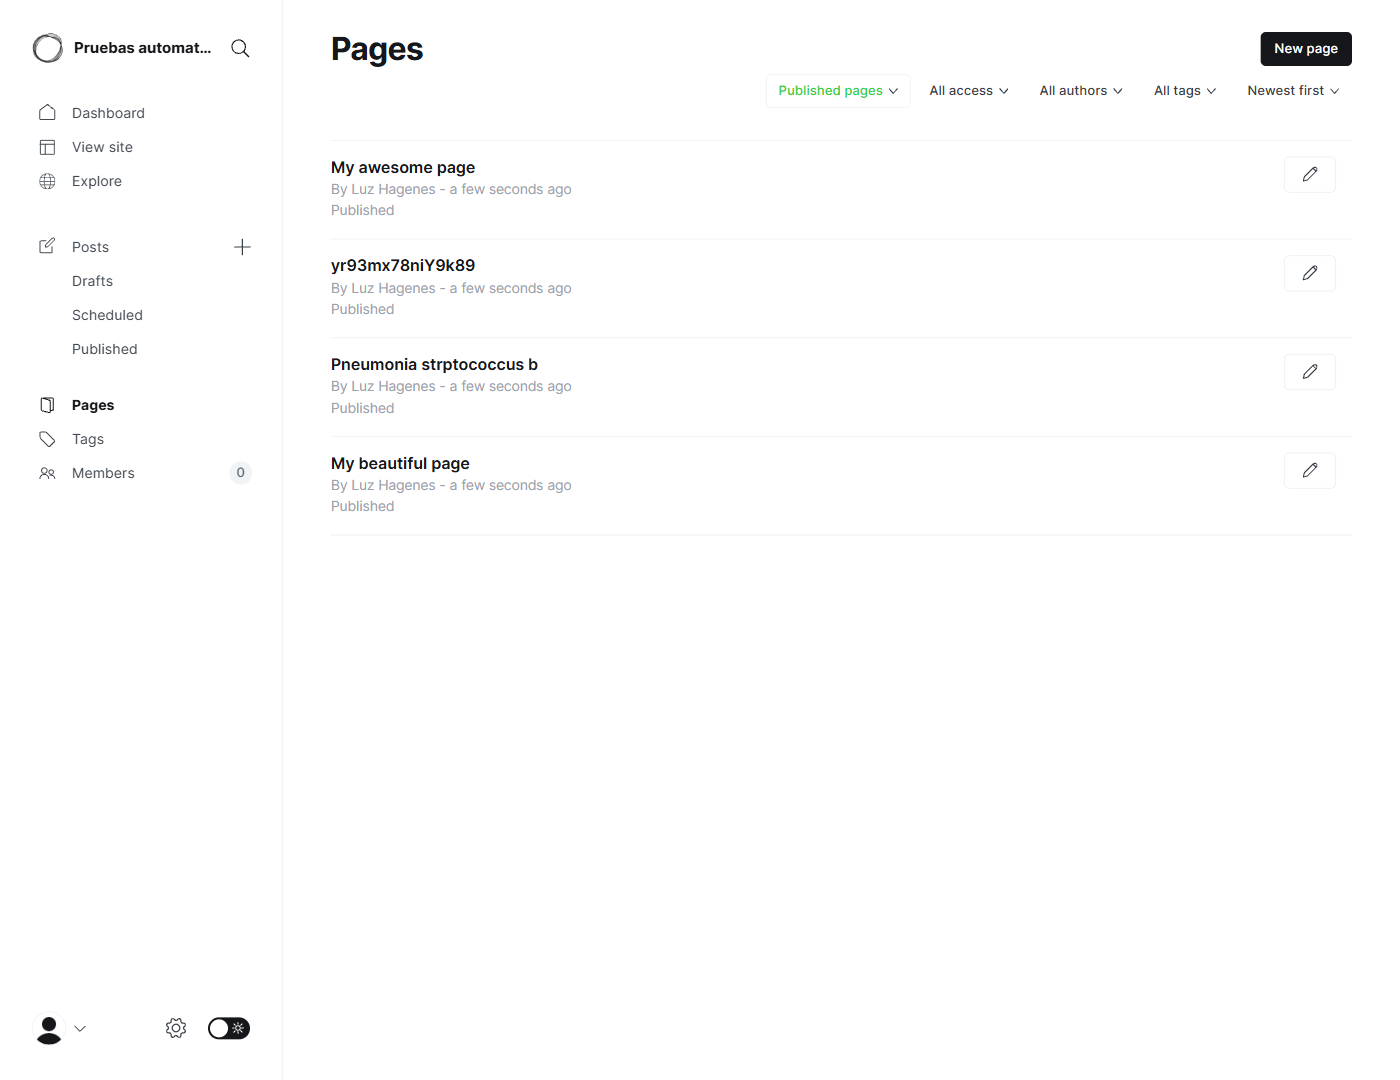 Pruebas automat...
Dashboard
View site
Explore
Posts
Drafts
Scheduled
Published
Pages
Tags
Members 0
Pages
New page
Published pages All access All authors All tags Newest first
My awesome page
By Luz Hagenes - a few seconds ago
Published
yr93mx78niY9k89
By Luz Hagenes - a few seconds ago
Published
Pneumonia strptococcus b
By Luz Hagenes - a few seconds ago
Published
My beautiful page
By Luz Hagenes - a few seconds ago
Published